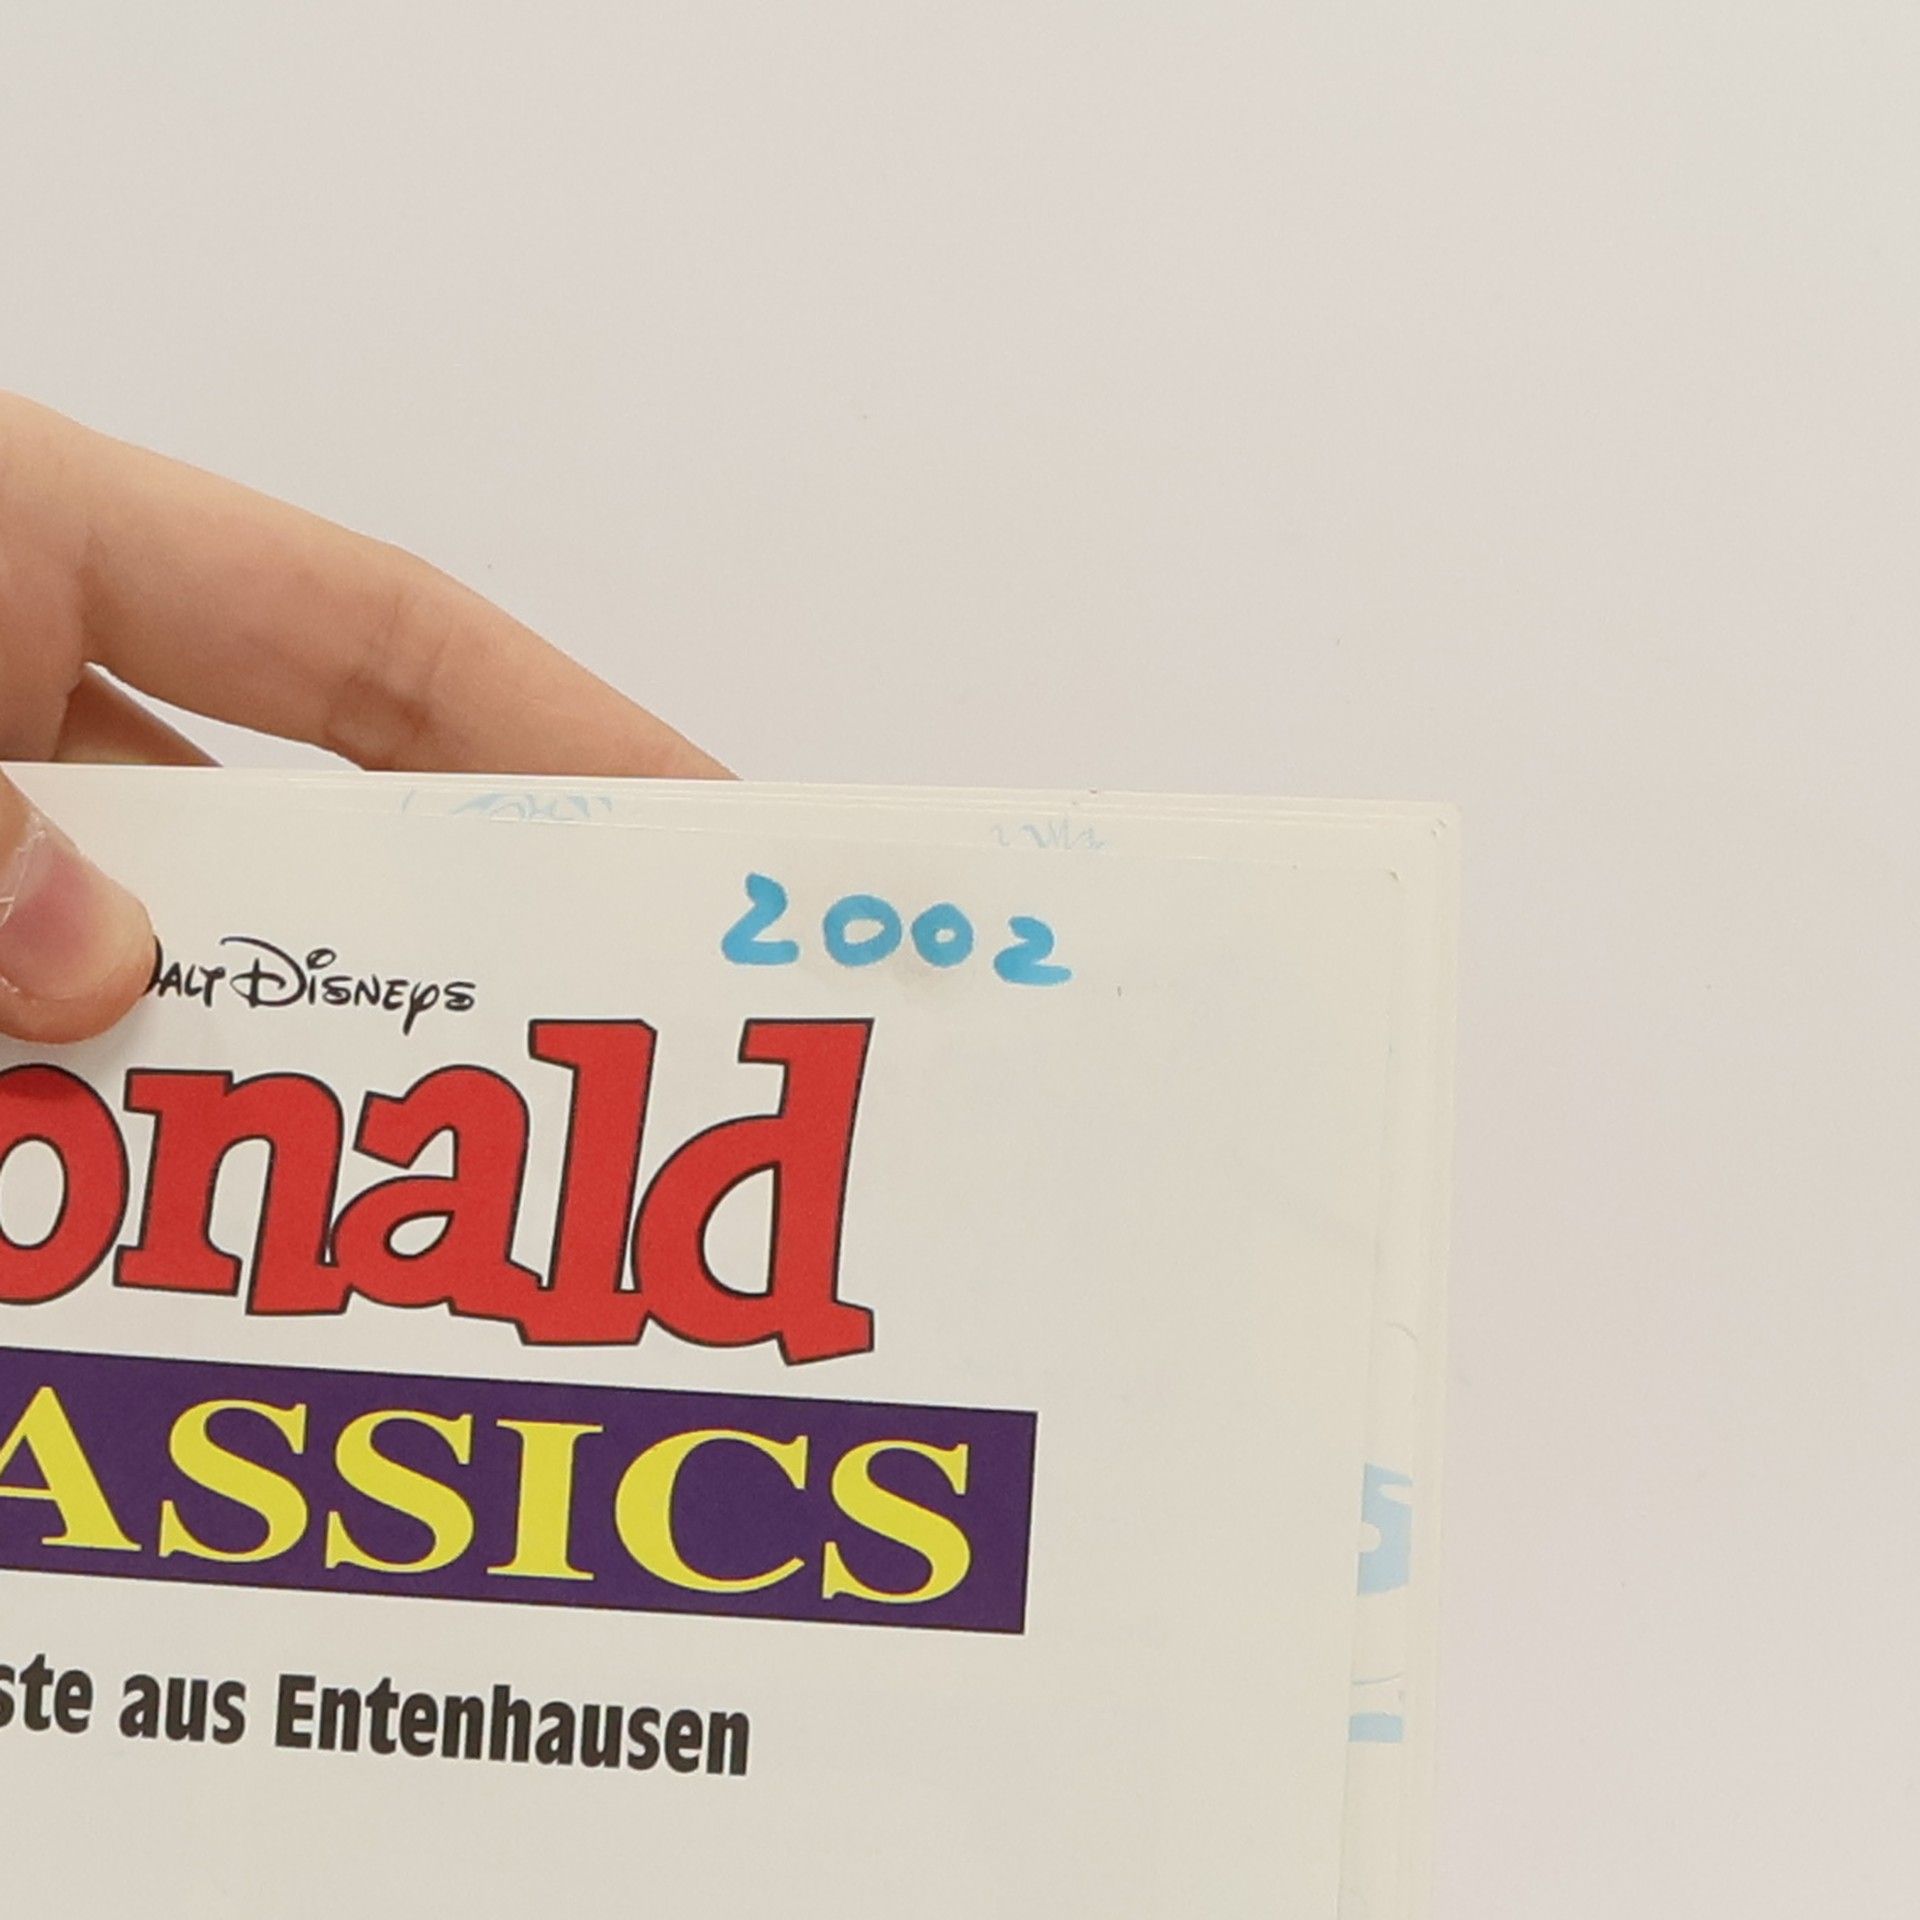 2002
WALT DISNEYS
onald
ASSICS
ste aus Entenhausen